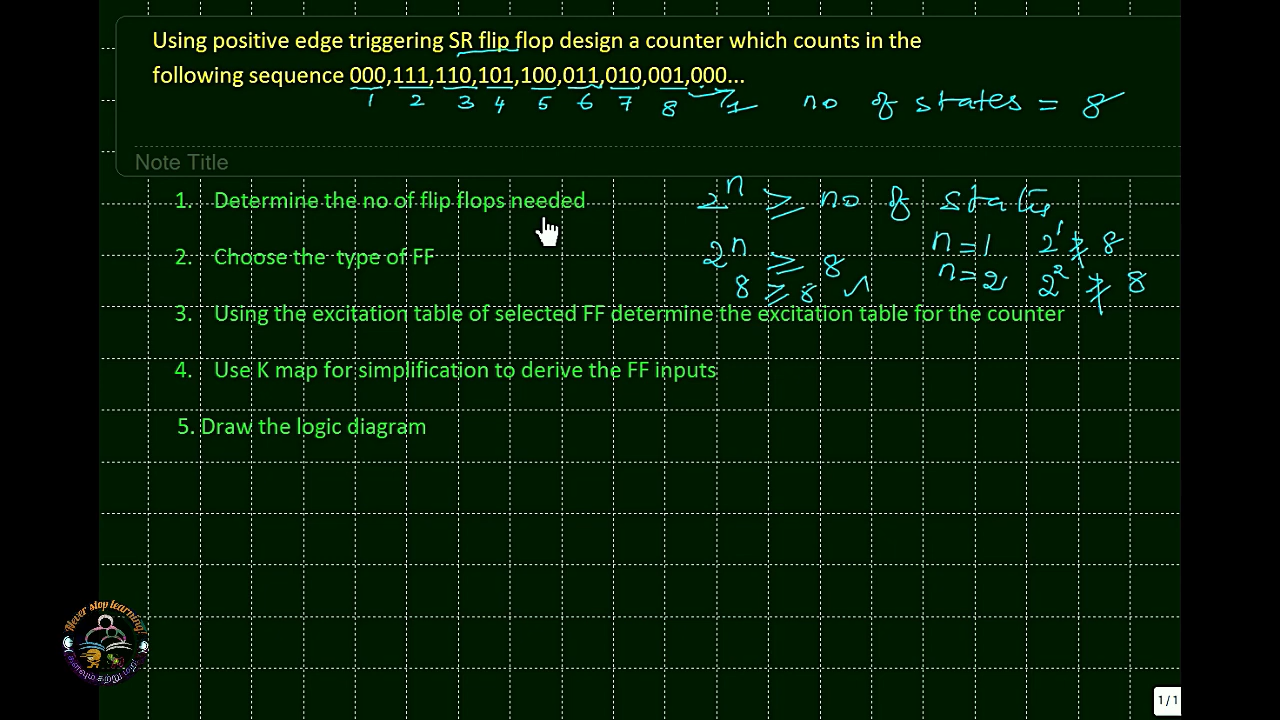 Using positive edge triggering SR flip flop design a counter which counts in the
following sequence 000,111,110,101,100,011,010,001,000...
1 2 3 4 5 6 7 8 1 no of states = 8
Note Title
1. Determine the no of flip flops needed
2ⁿ ≥ no of states
2. Choose the type of FF
2ⁿ ≥ 8
n=1 2¹ ≱ 8
8 ≥ 8 ✓
n=2 2² ≱ 8
3. Using the excitation table of selected FF determine the excitation table for the counter
4. Use K map for simplification to derive the FF inputs
5. Draw the logic diagram
Never stop learning!
1/1